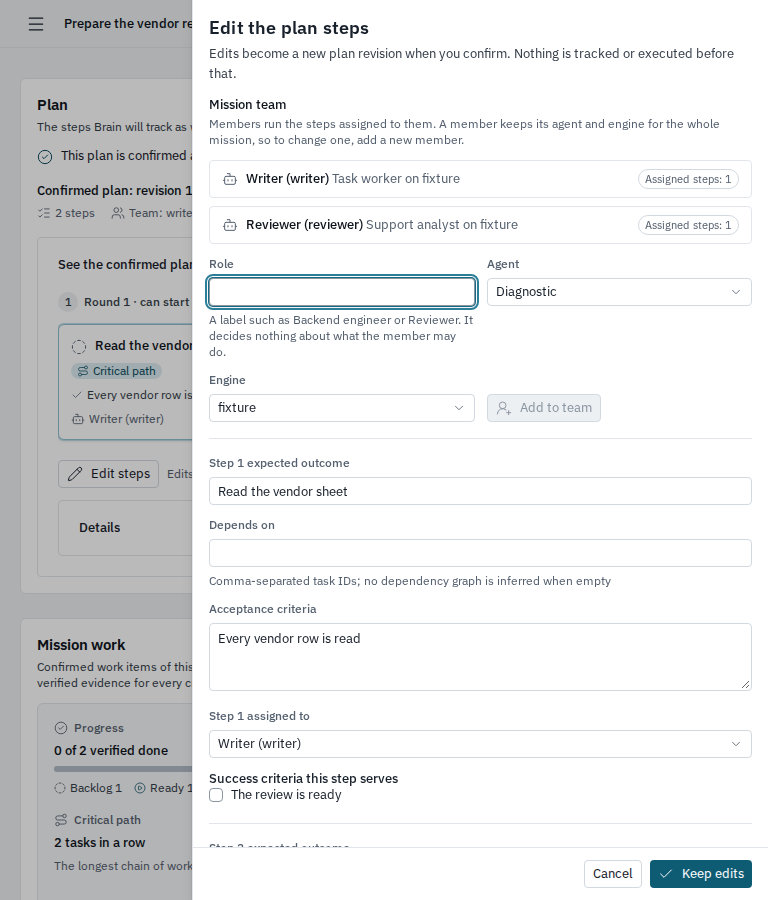 Prepare the vendor re
Plan
The steps Brain will track as
This plan is confirmed
Confirmed plan: revision 1
2 steps Team: write
See the confirmed plan
1 Round 1 · can start
Read the vendor
Critical path
Every vendor row is
Writer (writer)
Edit steps Edits
Details
Mission work
Confirmed work items of this
verified evidence for every c
Progress
0 of 2 verified done
Backlog 1 Ready 1
Critical path
2 tasks in a row
The longest chain of work
Edit the plan steps
Edits become a new plan revision when you confirm. Nothing is tracked or executed before
that.
Mission team
Members run the steps assigned to them. A member keeps its agent and engine for the whole
mission, so to change one, add a new member.
Writer (writer) Task worker on fixture Assigned steps: 1
Reviewer (reviewer) Support analyst on fixture Assigned steps: 1
Role Agent
Diagnostic
A label such as Backend engineer or Reviewer. It
decides nothing about what the member may
do.
Engine
fixture Add to team
Step 1 expected outcome
Read the vendor sheet
Depends on
Comma-separated task IDs; no dependency graph is inferred when empty
Acceptance criteria
Every vendor row is read
Step 1 assigned to
Writer (writer)
Success criteria this step serves
The review is ready
Step 2 expected outcome
Cancel Keep edits